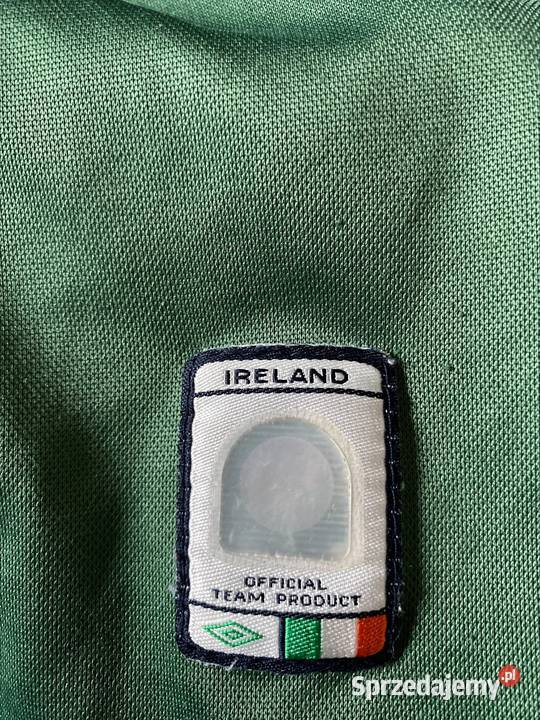 IRELAND
OFFICIAL
TEAM PRODUCT
Sprzedajemy.pl